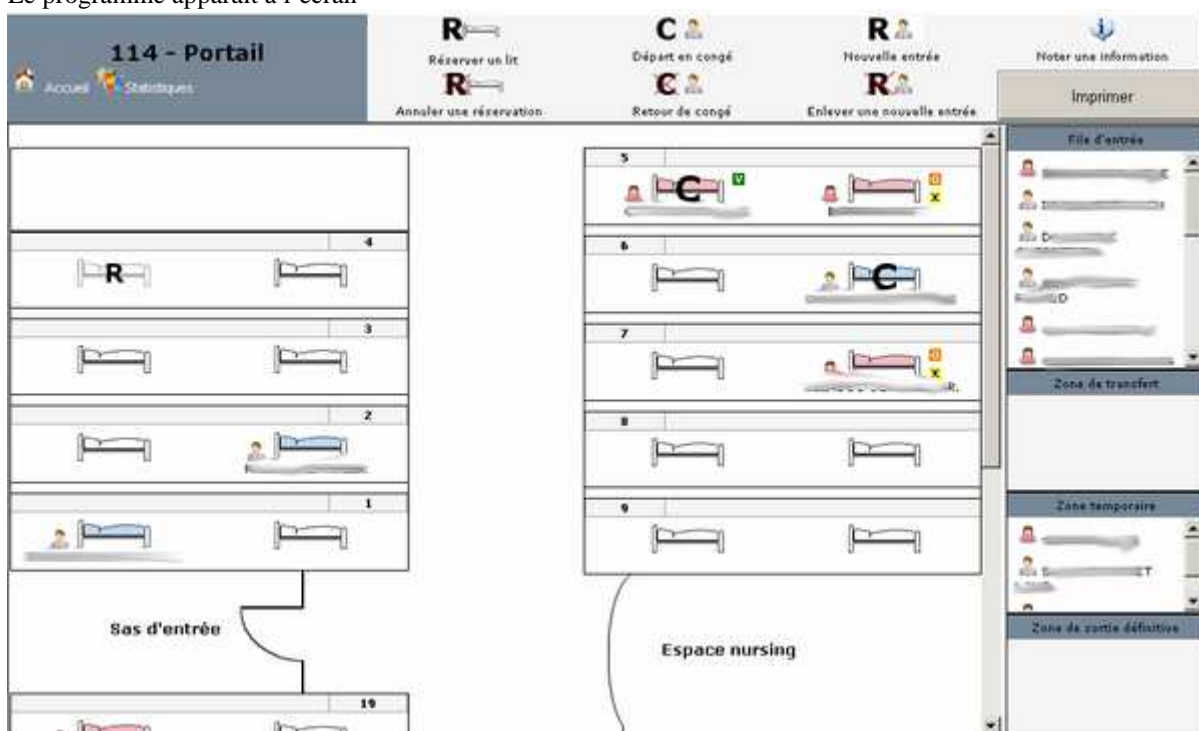 Le programme apparaît à l'écran
114 - Portail
Accueil Statistiques
R
Réserver un lit
R
Annuler une réservation
C
Départ en congé
C
Retour de congé
R
Nouvelle entrée
R
Enlever une nouvelle entrée
i
Noter une information
Imprimer
4
R
3
2
1
Sas d'entrée
19
5
C V O
X
6
C
7
O
X
R.
8
9
Espace nursing
File d'entrée
D
D
Zone de transfert
Zone temporaire
T
Zone de sortie définitive